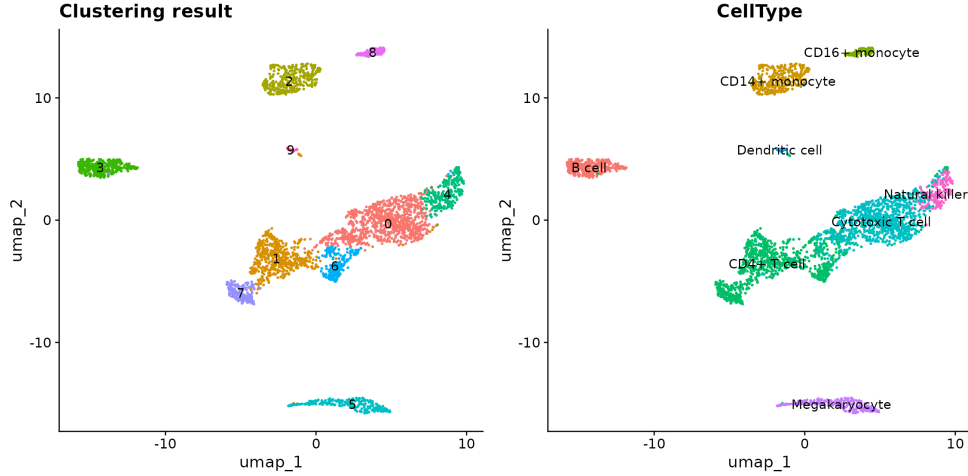 Clustering result
umap_2
10
0
-10
8
2
9
3
4
0
1
6
7
5
-10
0
10
umap_1
CellType
umap_2
10
0
-10
CD16+ monocyte
CD14+ monocyte
Dendritic cell
B cell
Natural killer
Cytotoxic T cell
CD4+ T cell
Megakaryocyte
-10
0
10
umap_1